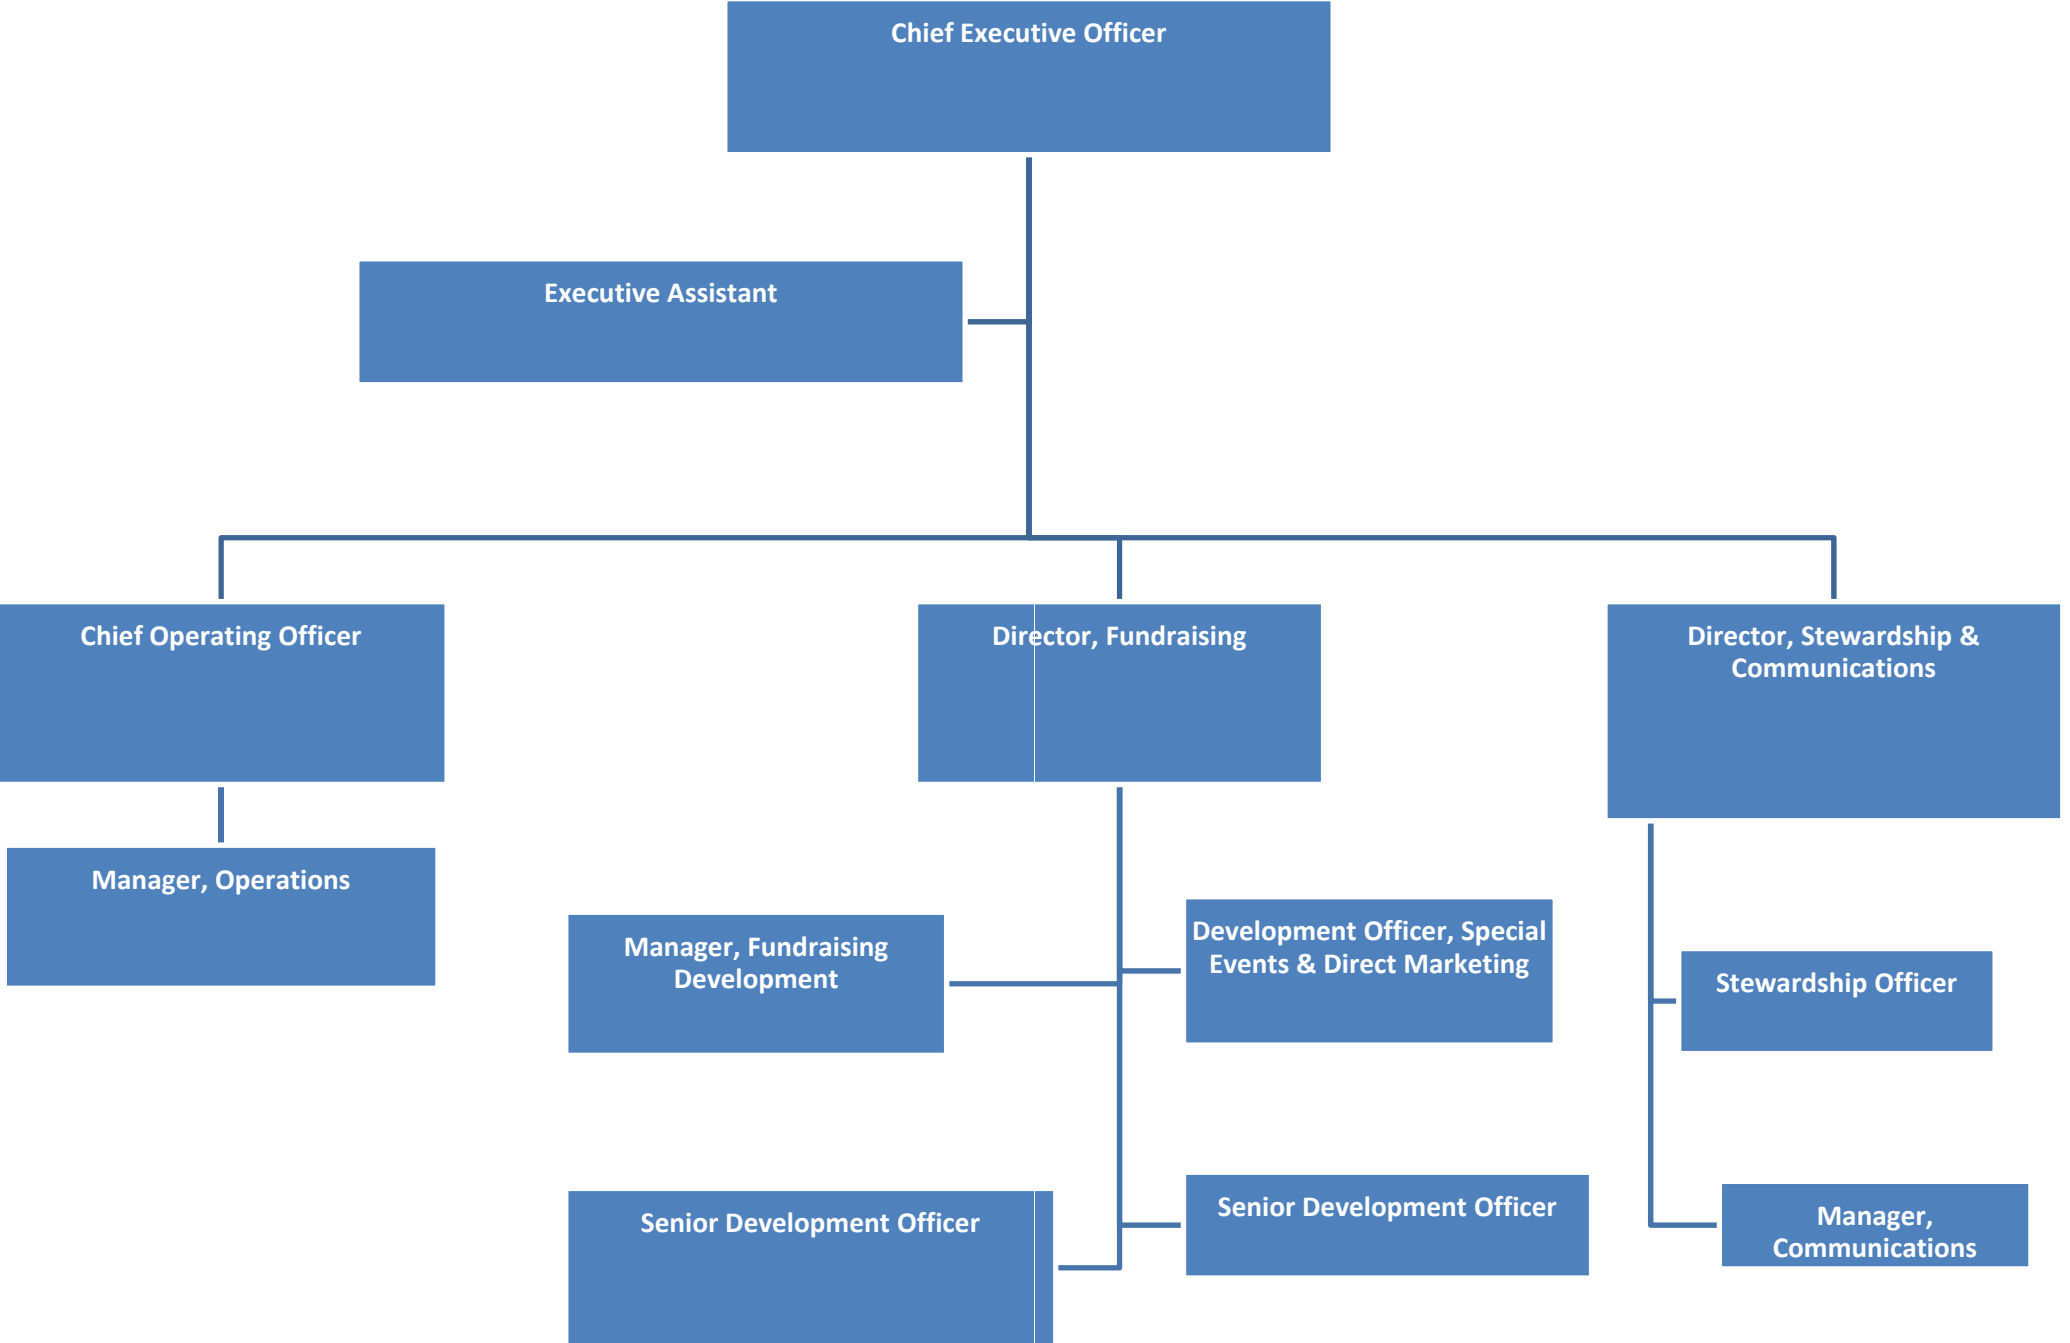 Chief Executive Officer
Executive Assistant
Chief Operating Officer
Director, Fundraising
Director, Stewardship &
Communications
Manager, Operations
Manager, Fundraising
Development
Development Officer, Special
Events & Direct Marketing
Stewardship Officer
Senior Development Officer
Senior Development Officer
Manager,
Communications